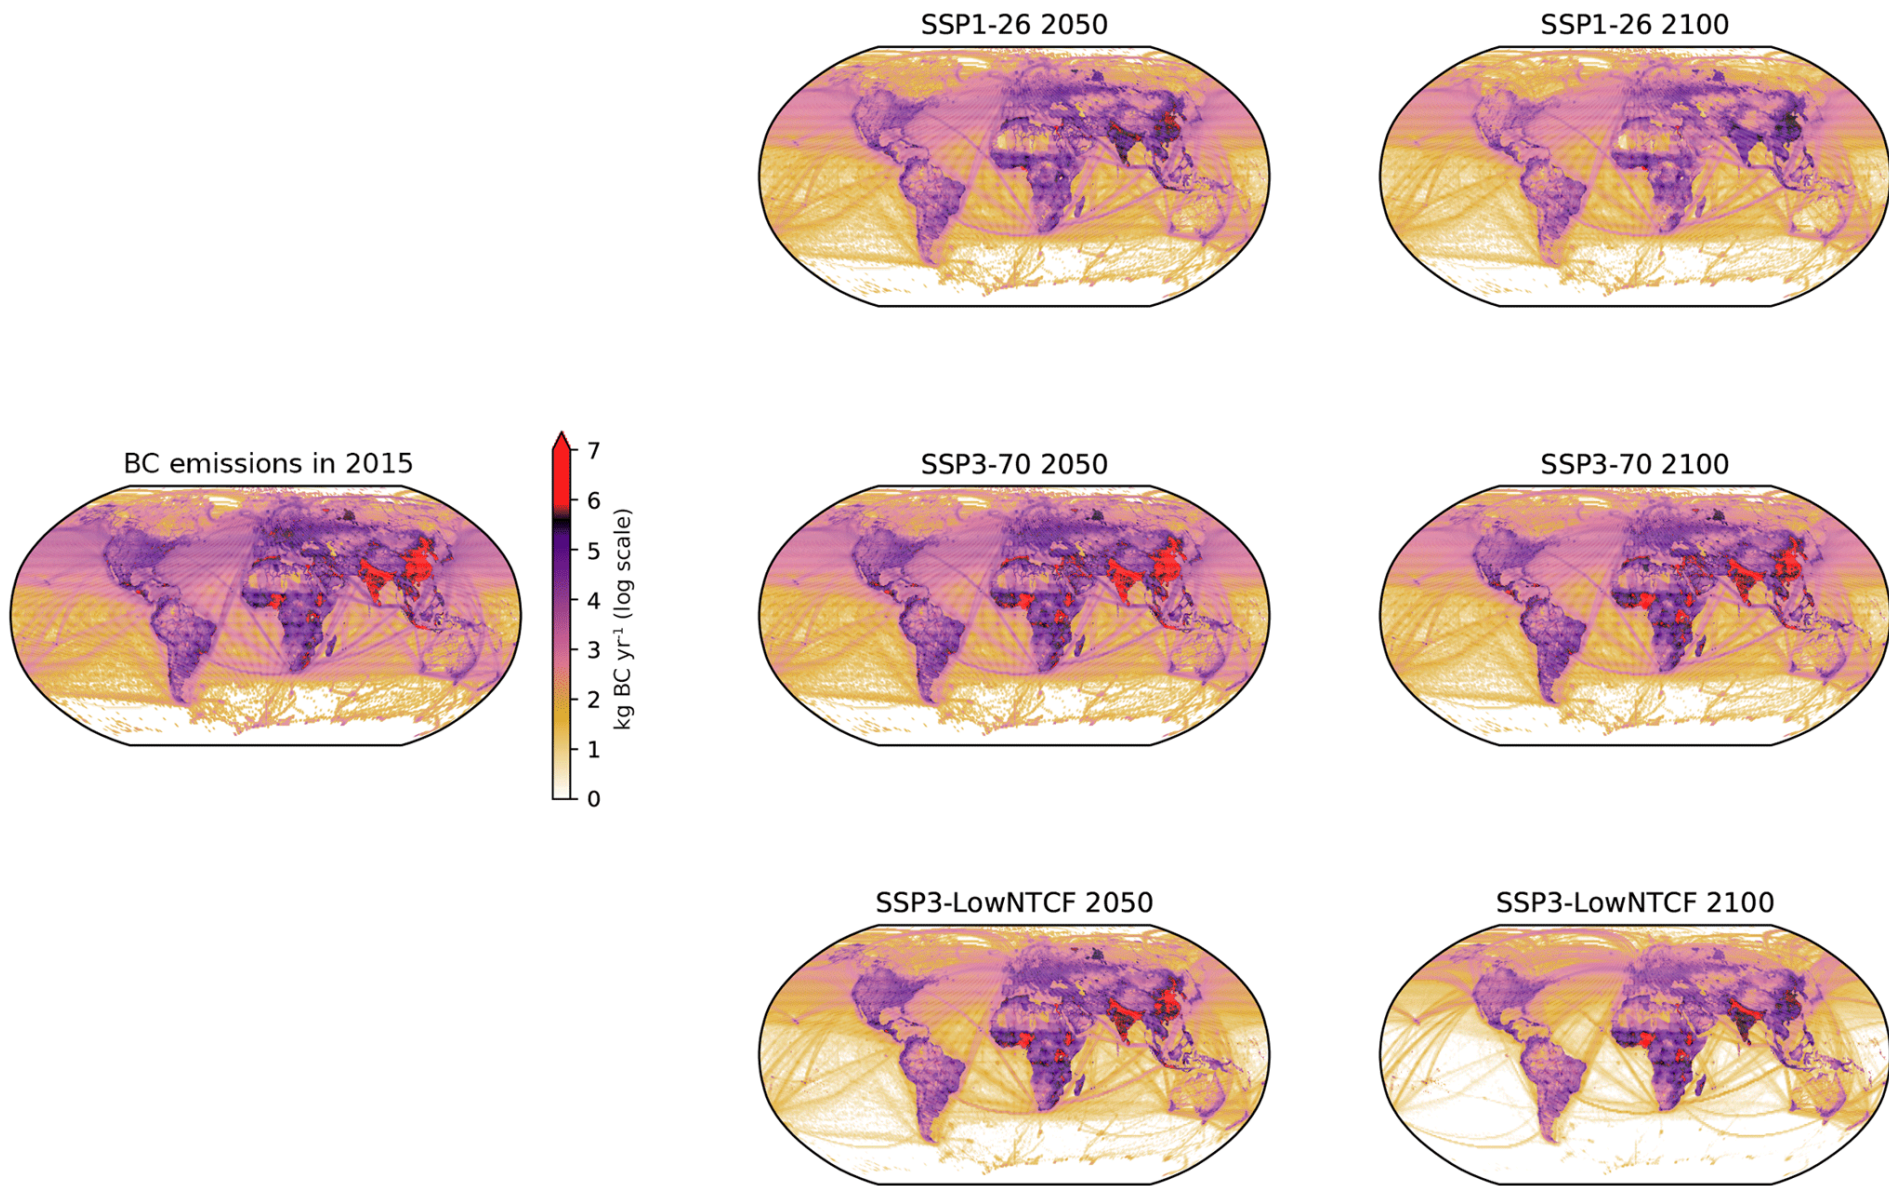 SSP1-26 2050
SSP1-26 2100
BC emissions in 2015
7
6
5
4
3
2
1
0
kg BC yr⁻¹ (log scale)
SSP3-70 2050
SSP3-70 2100
SSP3-LowNTCF 2050
SSP3-LowNTCF 2100